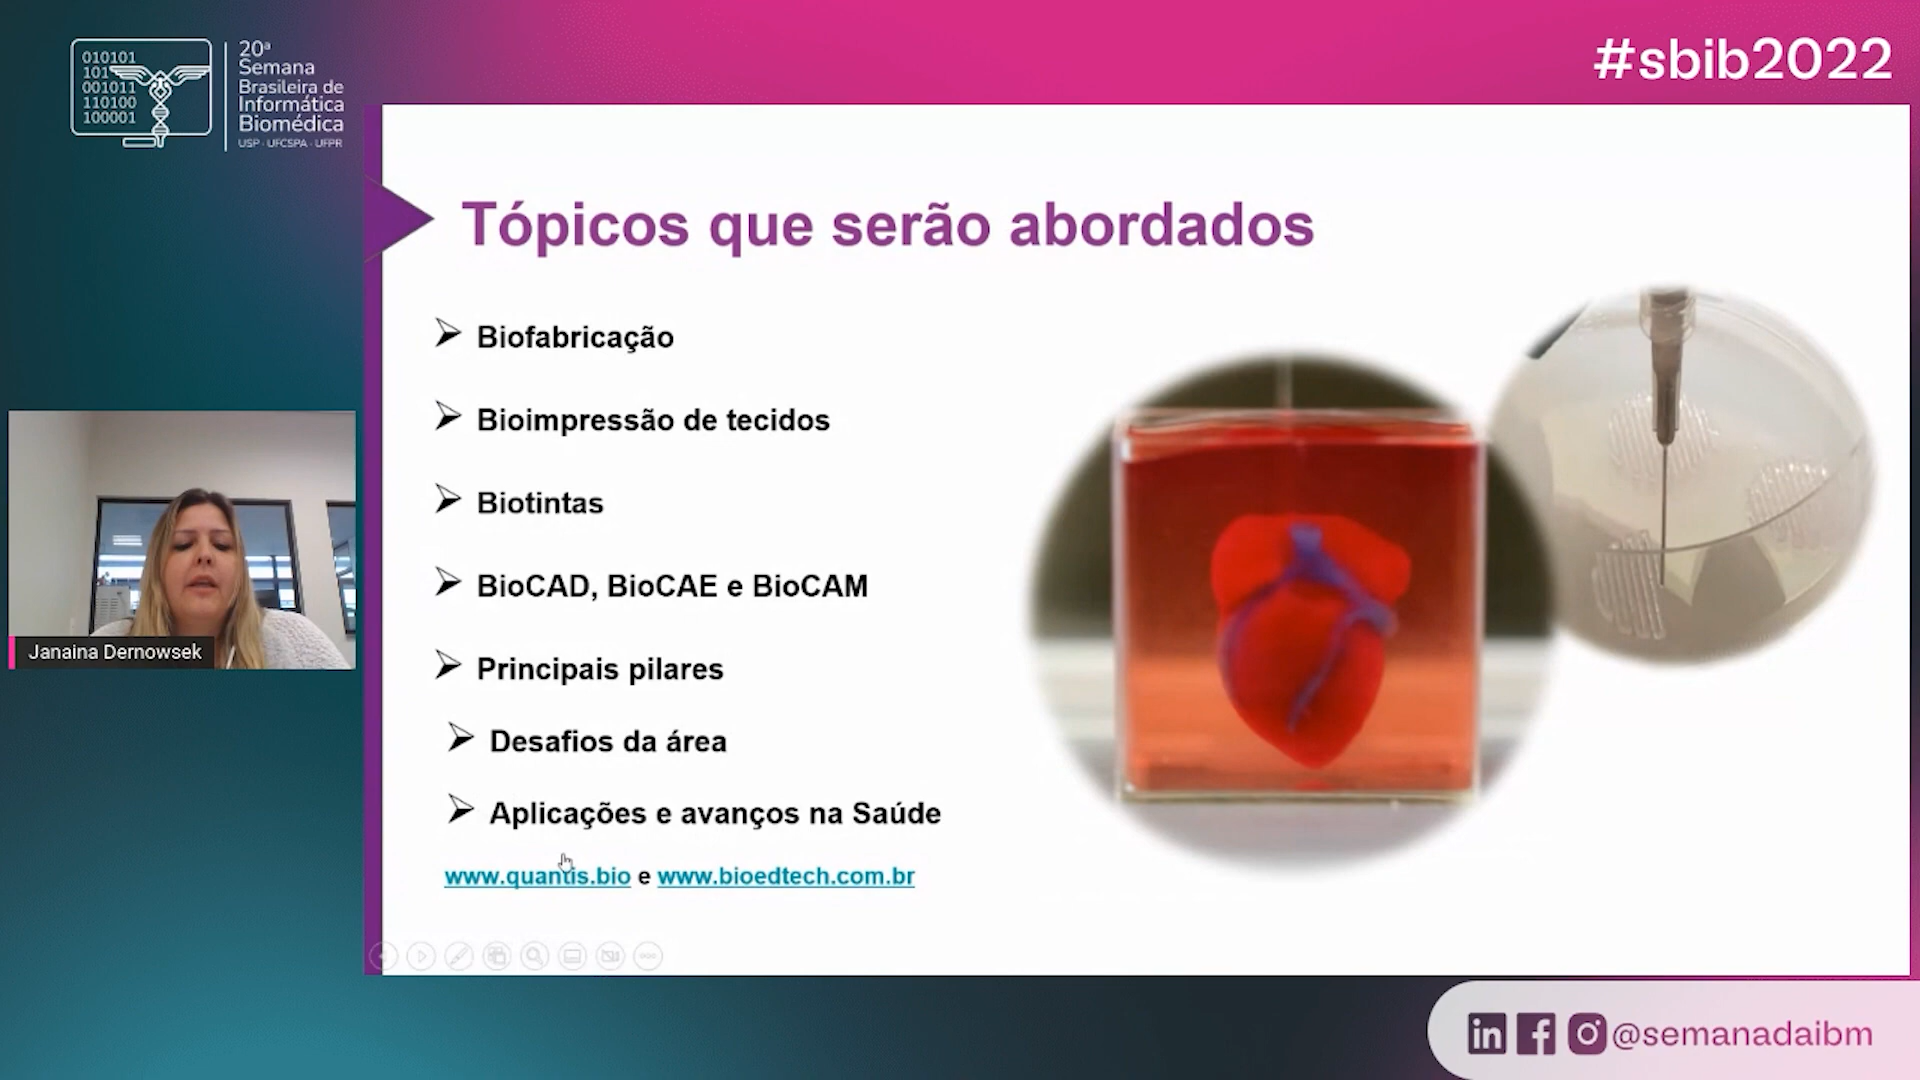 010101
101
001011
110100
100001
20ª
Semana
Brasileira de
Informática
Biomédica
USP · UFCSPA · UFPR
#sbib2022
Tópicos que serão abordados
Biofabricação
Bioimpressão de tecidos
Biotintas
BioCAD, BioCAE e BioCAM
Principais pilares
Desafios da área
Aplicações e avanços na Saúde
www.quantis.bio e www.bioedtech.com.br
Janaina Dernowsek
@semanadaibm